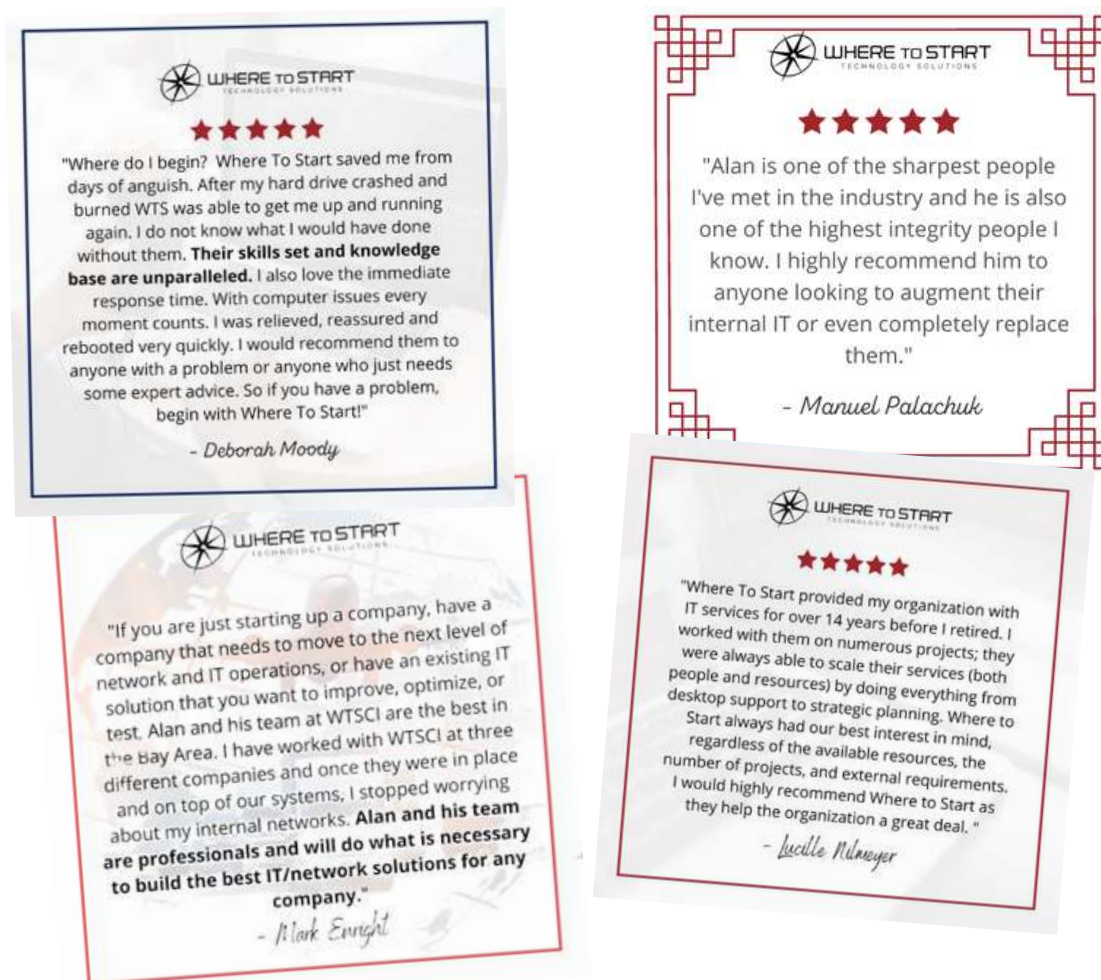 WHERE TO START
TECHNOLOGY SOLUTIONS
"Where do I begin?  Where To Start saved me from
days of anguish. After my hard drive crashed and
burned WTS was able to get me up and running
again. I do not know what I would have done
without them. Their skills set and knowledge
base are unparalleled. I also love the immediate
response time. With computer issues every
moment counts. I was relieved, reassured and
rebooted very quickly. I would recommend them to
anyone with a problem or anyone who just needs
some expert advice. So if you have a problem,
begin with Where To Start!"
- Deborah Moody
WHERE TO START
TECHNOLOGY SOLUTIONS
"Alan is one of the sharpest people
I've met in the industry and he is also
one of the highest integrity people I
know. I highly recommend him to
anyone looking to augment their
internal IT or even completely replace
them."
- Manuel Palachuk
WHERE TO START
TECHNOLOGY SOLUTIONS
"If you are just starting up a company, have a
company that needs to move to the next level of
network and IT operations, or have an existing IT
solution that you want to improve, optimize, or
test, Alan and his team at WTSCI are the best in
the Bay Area. I have worked with WTSCI at three
different companies and once they were in place
and on top of our systems, I stopped worrying
about my internal networks. Alan and his team
are professionals and will do what is necessary
to build the best IT/network solutions for any
company."
- Mark Enright
WHERE TO START
TECHNOLOGY SOLUTIONS
"Where To Start provided my organization with
IT services for over 14 years before I retired. I
worked with them on numerous projects; they
were always able to scale their services (both
people and resources) by doing everything from
desktop support to strategic planning. Where to
Start always had our best interest in mind,
regardless of the available resources, the
number of projects, and external requirements.
I would highly recommend Where to Start as
they help the organization a great deal. "
- Lucille Nilmeyer